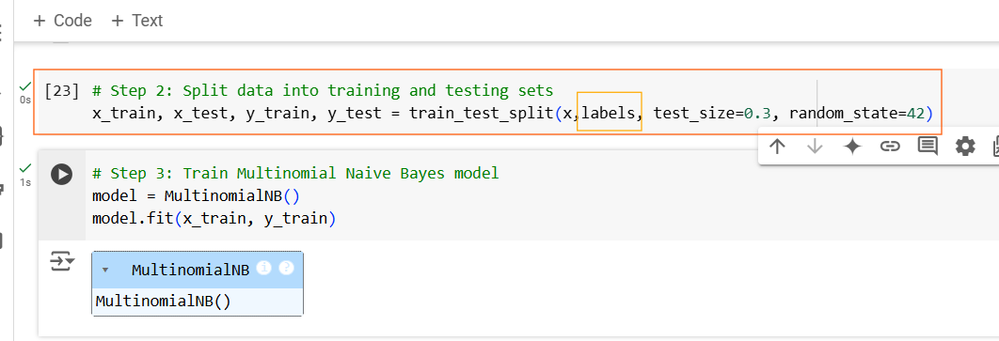 + Code + Text
[23] # Step 2: Split data into training and testing sets
0s
x_train, x_test, y_train, y_test = train_test_split(x,labels, test_size=0.3, random_state=42)
# Step 3: Train Multinomial Naive Bayes model
1s
model = MultinomialNB()
model.fit(x_train, y_train)
MultinomialNB i ?
MultinomialNB()